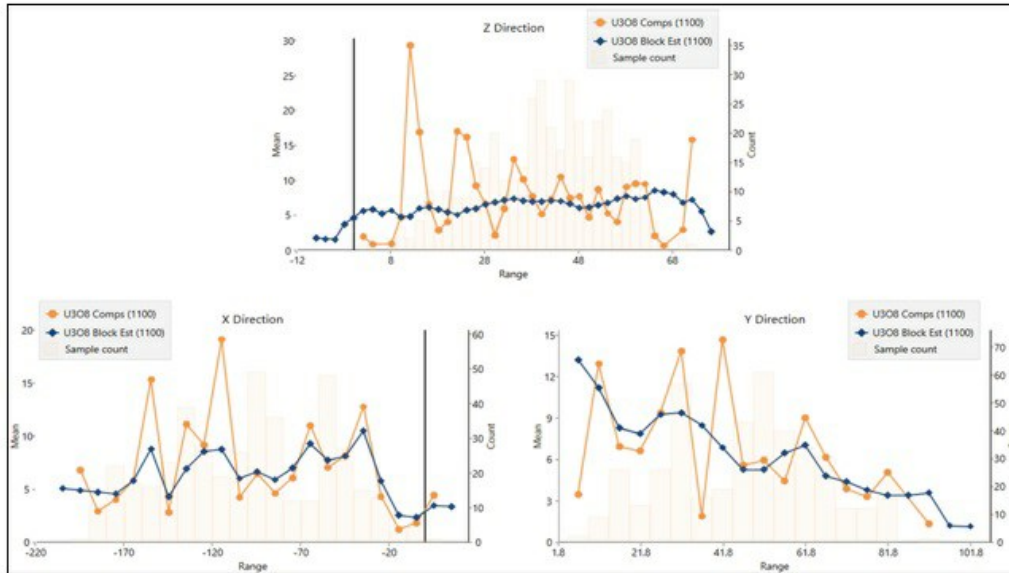 Z Direction
U3O8 Comps (1100)
U3O8 Block Est (1100)
Sample count
30
25
20
15
10
5
0
Mean
35
30
25
20
15
10
5
0
Count
-12 8 28 48 68
Range
U3O8 Comps (1100)
U3O8 Block Est (1100)
Sample count
X Direction
20
15
10
5
0
Mean
60
50
40
30
20
10
0
Count
-220 -170 -120 -70 -20
Range
Y Direction
U3O8 Comps (1100)
U3O8 Block Est (1100)
Sample count
15
12
9
6
3
0
Mean
70
60
50
40
30
20
10
0
1.8 21.8 41.8 61.8 81.8 101.8
Range